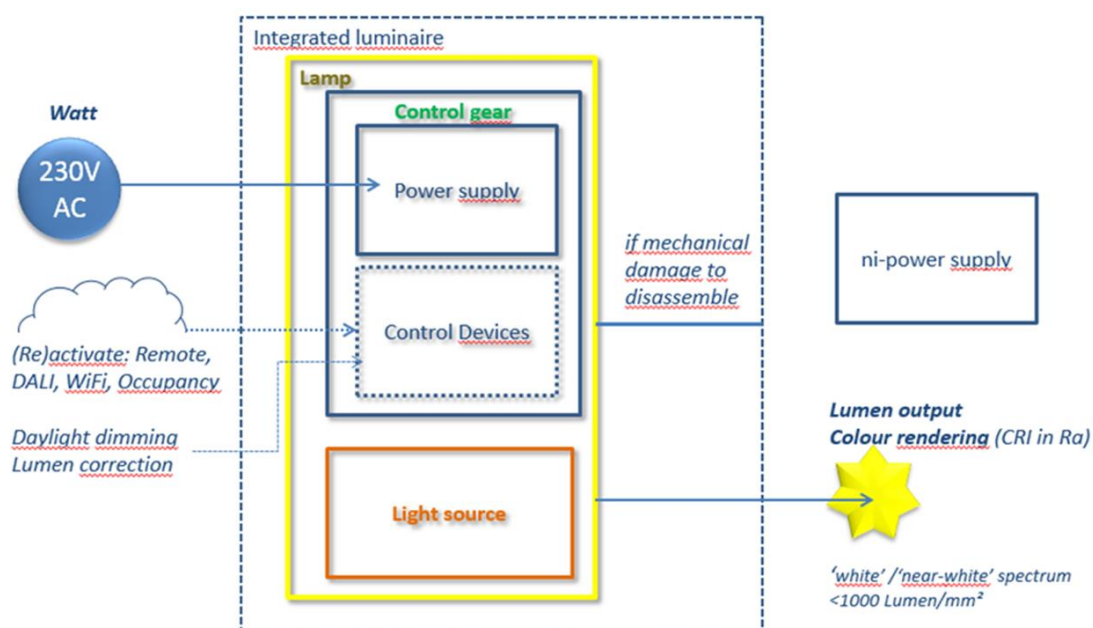 Integrated luminaire
Lamp
Control gear
Watt
230V
AC
Power supply
if mechanical
damage to
disassemble
ni-power supply
Control Devices
(Re)activate: Remote,
DALI, WiFi, Occupancy
Daylight dimming
Lumen correction
Lumen output
Colour rendering (CRI in Ra)
Light source
‘white’ /‘near-white’ spectrum
<1000 Lumen/mm²